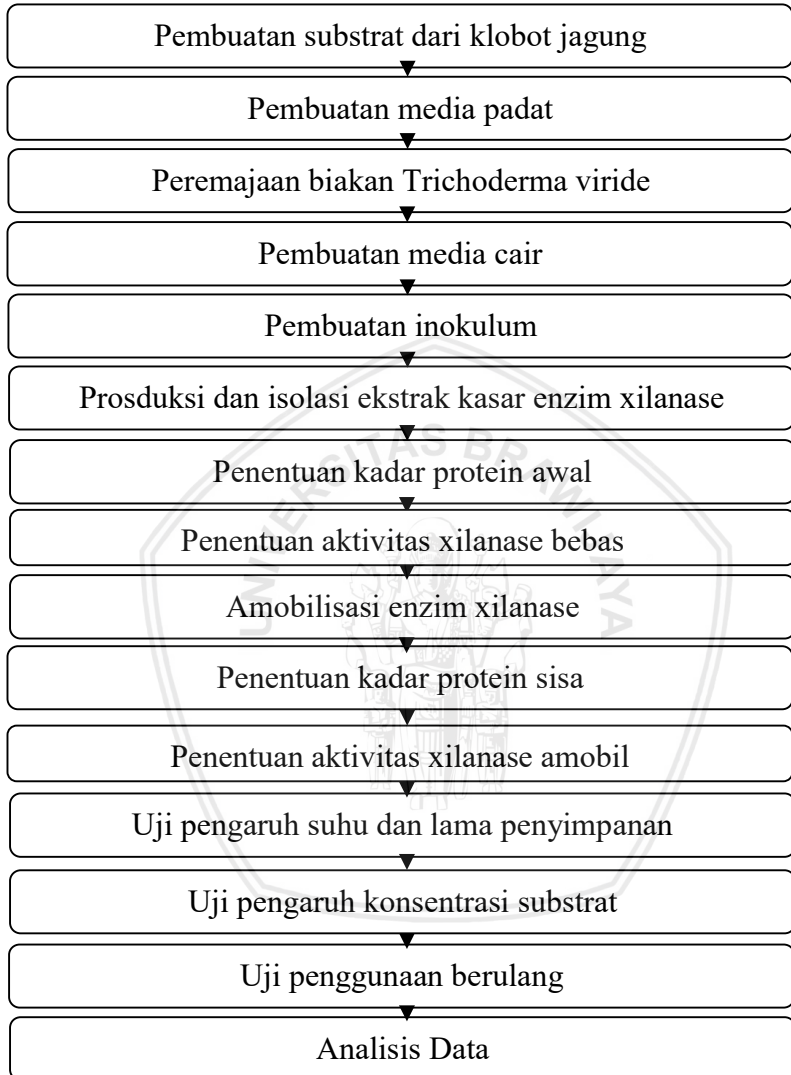 Pembuatan substrat dari klobot jagung
Pembuatan media padat
Peremajaan biakan Trichoderma viride
Pembuatan media cair
Pembuatan inokulum
Prosduksi dan isolasi ekstrak kasar enzim xilanase
Penentuan kadar protein awal
Penentuan aktivitas xilanase bebas
Amobilisasi enzim xilanase
Penentuan kadar protein sisa
Penentuan aktivitas xilanase amobil
Uji pengaruh suhu dan lama penyimpanan
Uji pengaruh konsentrasi substrat
Uji penggunaan berulang
Analisis Data
UNIVERSITAS BRAWIJAYA